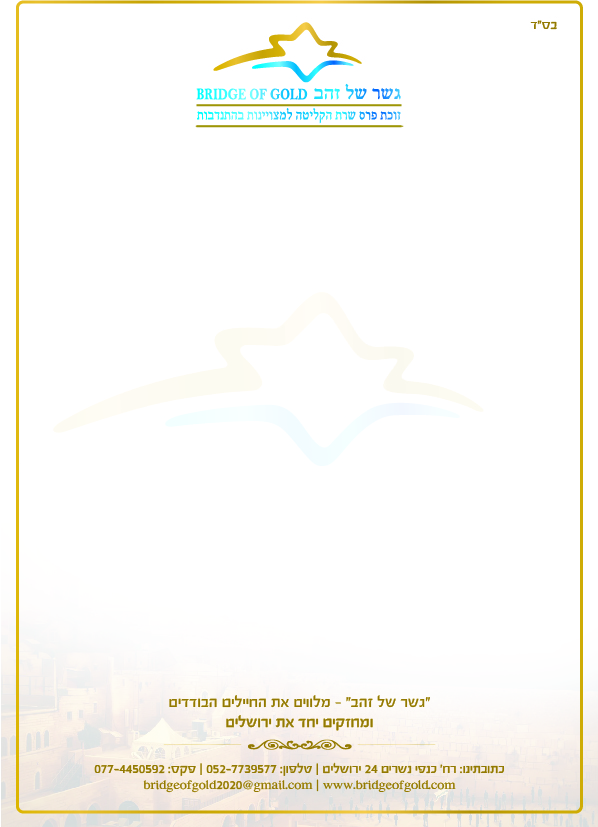 בס"ד
BRIDGE OF GOLD גשר של זהב
זוכת פרס שרת הקליטה למצויינות בהתנדבות
"גשר של זהב" - מלווים את החיילים הבודדים
ומחזקים יחד את ירושלים
כתובתינו: רח' כנפי נשרים 24 ירושלים | טלפון: 052-7739577 | פקס: 077-4450592
bridgeofgold2020@gmail.com | www.bridgeofgold.com